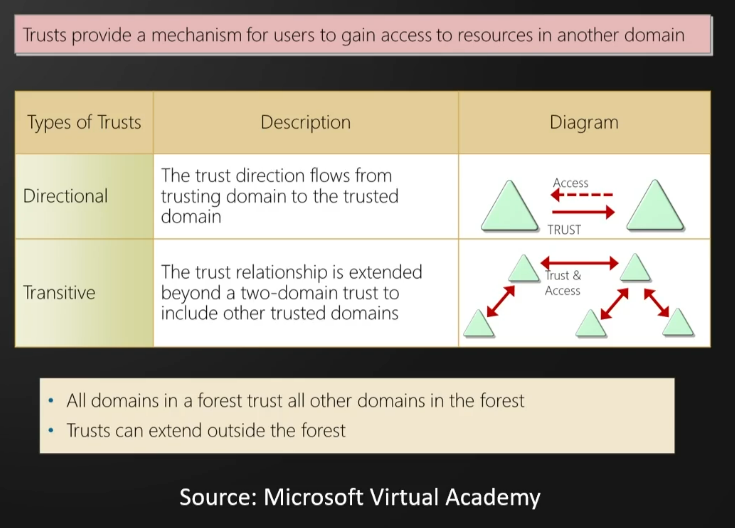 Trusts provide a mechanism for users to gain access to resources in another domain
Types of Trusts
Description
Diagram
Directional
The trust direction flows from
trusting domain to the trusted
domain
Access
TRUST
Transitive
The trust relationship is extended
beyond a two-domain trust to
include other trusted domains
Trust &
Access
• All domains in a forest trust all other domains in the forest
• Trusts can extend outside the forest
Source: Microsoft Virtual Academy